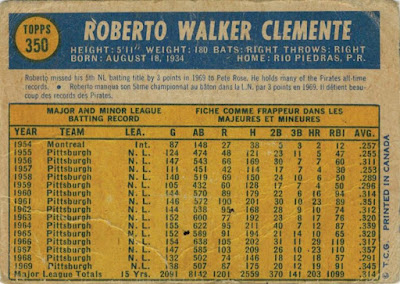 TOPPS
350
ROBERTO WALKER CLEMENTE
HEIGHT: 5'11" WEIGHT: 180 BATS: RIGHT THROWS: RIGHT
BORN: AUGUST 18, 1934 HOME: RIO PIEDRAS, P.R.
Roberto missed his 5th NL batting title by 3 points in 1969 to Pete Rose. He holds many of the Pirates all-time
records. ● Roberto manqua son 5ème championnat au bâton dans la L.N. par 3 points en 1969. Il détient beaucoup
des records des Pirates.
MAJOR AND MINOR LEAGUE BATTING RECORD
FICHE COMME FRAPPEUR DANS LES MAJEURES ET MINEURES
YEAR TEAM LEA. G AB R H 2B 3B HR RBI AVG.
1954 Montreal Int. 87 148 27 38 3 3 2 12 .257
1955 Pittsburgh N.L. 124 474 48 121 23 11 5 47 .255
1956 Pittsburgh N.L. 147 543 66 169 30 7 7 60 .311
1957 Pittsburgh N.L. 111 451 42 114 17 7 4 30 .253
1958 Pittsburgh N.L. 140 519 69 150 24 10 6 50 .289
1959 Pittsburgh N.L. 105 432 60 128 17 7 4 50 .296
1960 Pittsburgh N.L. 144 570 89 179 22 6 16 94 .314
1961 Pittsburgh N.L. 146 572 100 201 30 10 23 89 .351
1962 Pittsburgh N.L. 144 538 95 168 28 9 10 74 .312
1963 Pittsburgh N.L. 152 600 77 192 23 8 17 76 .320
1964 Pittsburgh N.L. 155 622 95 211 40 7 12 87 .339
1965 Pittsburgh N.L. 152 589 91 194 21 14 10 65 .329
1966 Pittsburgh N.L. 154 638 105 202 31 11 29 119 .317
1967 Pittsburgh N.L. 147 585 103 209 26 10 23 110 .357
1968 Pittsburgh N.L. 132 502 74 146 18 12 18 57 .291
1969 Pittsburgh N.L. 138 507 87 175 20 12 19 91 .345
Major League Totals 15 Yrs. 2091 8142 1201 2559 370 141 203 1099 .314
© T.C.G. PRINTED IN CANADA